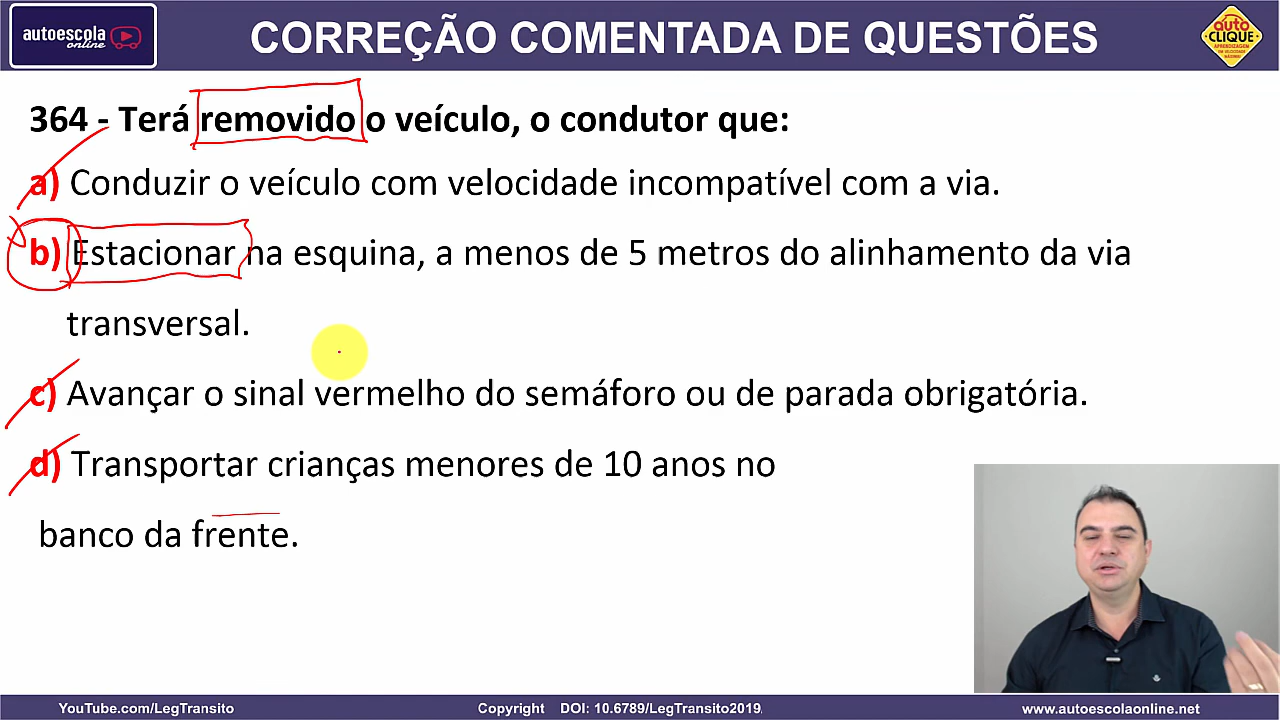 autoescola
online
CORREÇÃO COMENTADA DE QUESTÕES
auto
CLIQUE
APRENDIZAGEM
364 - Terá removido o veículo, o condutor que:
a) Conduzir o veículo com velocidade incompatível com a via.
b) Estacionar na esquina, a menos de 5 metros do alinhamento da via
transversal.
c) Avançar o sinal vermelho do semáforo ou de parada obrigatória.
d) Transportar crianças menores de 10 anos no
banco da frente.
YouTube.com/LegTransito
Copyright DOI: 10.6789/LegTransito2019.
www.autoescolaonline.net